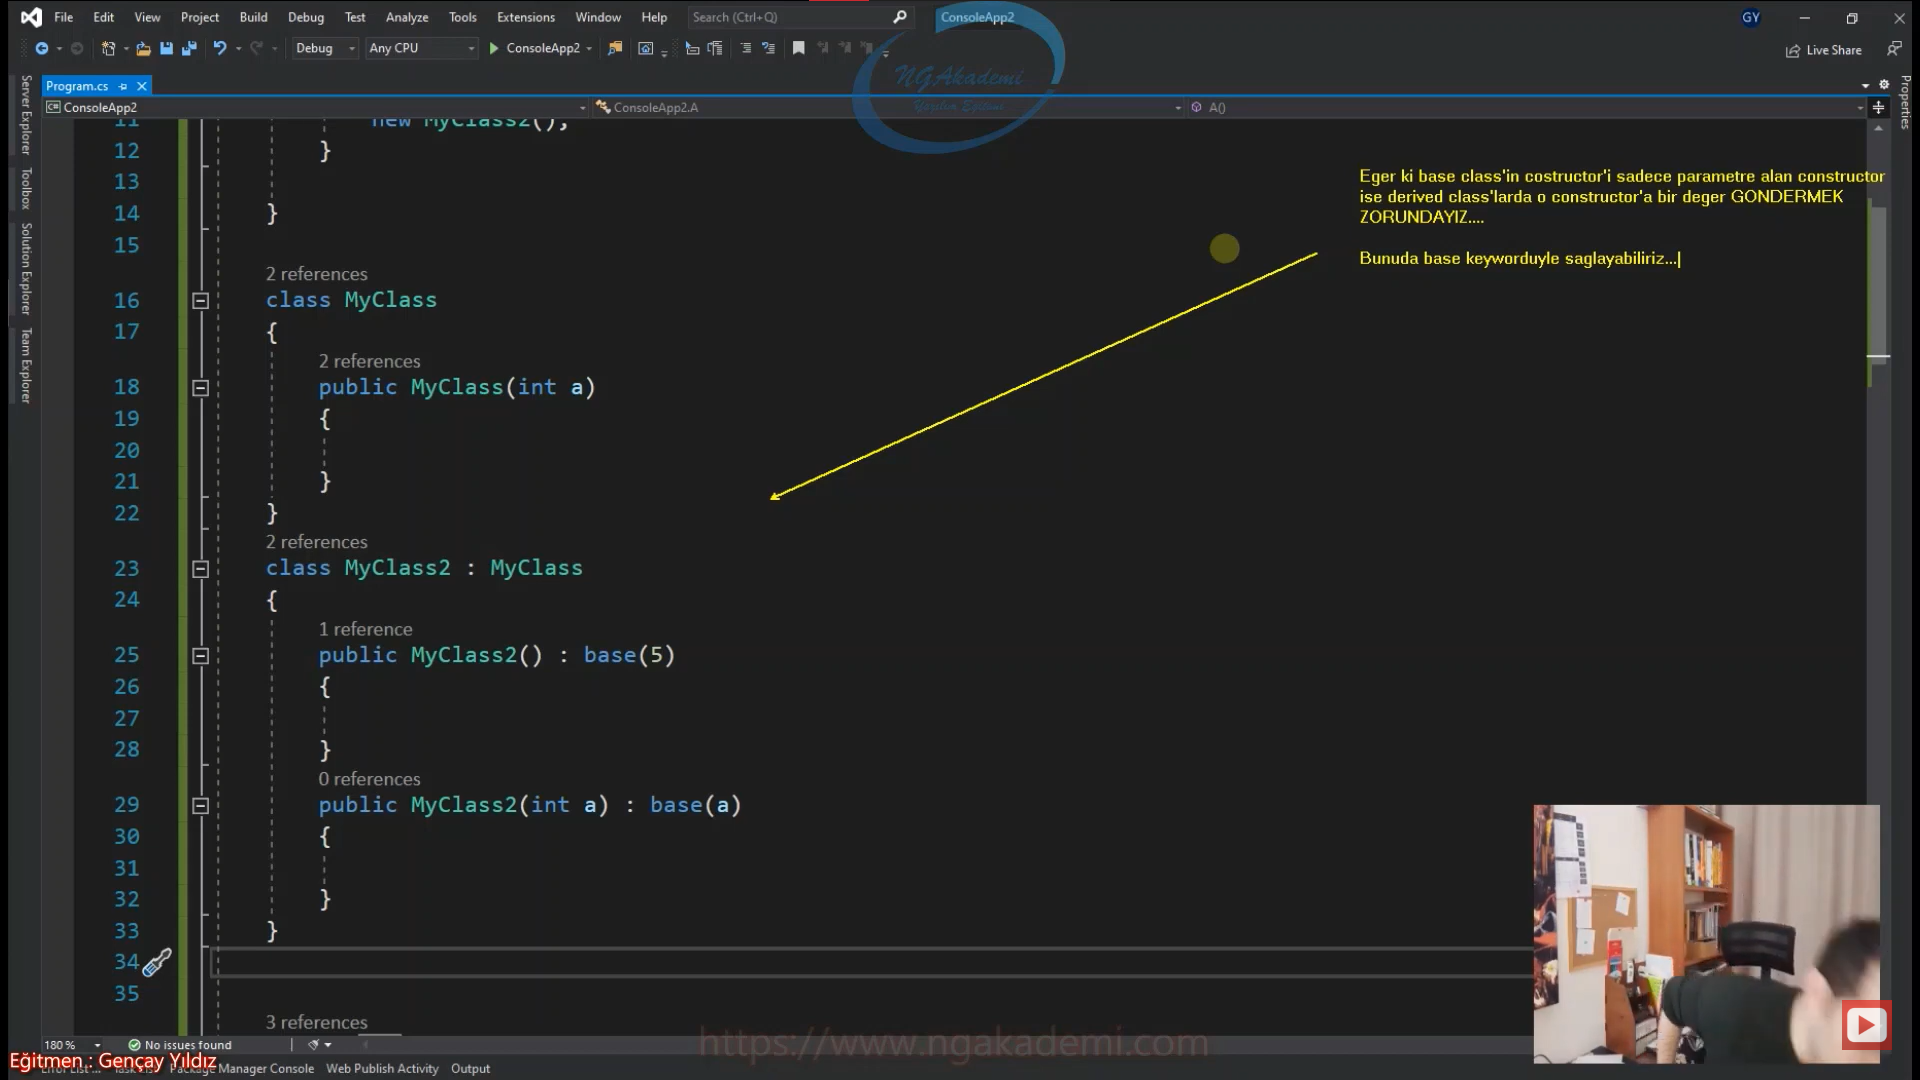 File Edit View Project Build Debug Test Analyze Tools Extensions Window Help Search (Ctrl+Q) ConsoleApp2 GY
Debug Any CPU ConsoleApp2 Live Share
NGAkademi
Yazılım Eğitimi
Program.cs
ConsoleApp2 ConsoleApp2.A A()
Server Explorer
Toolbox
Solution Explorer
Team Explorer
Properties
11 new MyClass2();
12 }
13
14 }
15
2 references
16 class MyClass
17 {
2 references
18 public MyClass(int a)
19 {
20
21 }
22 }
2 references
23 class MyClass2 : MyClass
24 {
1 reference
25 public MyClass2() : base(5)
26 {
27
28 }
0 references
29 public MyClass2(int a) : base(a)
30 {
31
32 }
33 }
34
35
3 references
Eger ki base class'in costructor'i sadece parametre alan constructor
ise derived class'larda o constructor'a bir deger GONDERMEK
ZORUNDAYIZ....
Bunuda base keyworduyle saglayabiliriz...
180 % No issues found
https://www.ngakademi.com
Eğitmen : Gençay Yıldız
Package Manager Console Web Publish Activity Output